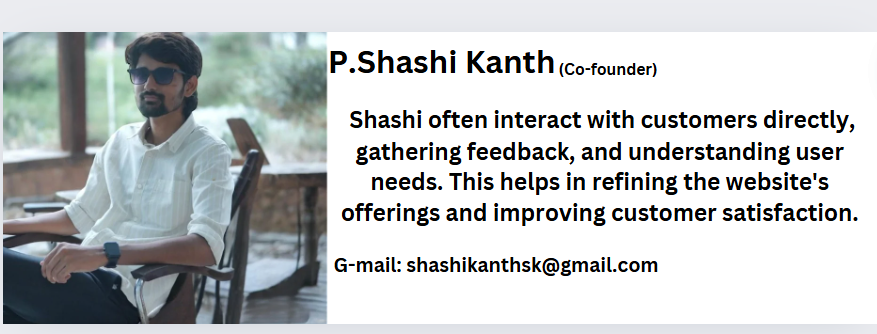 P.Shashi Kanth (Co-founder)
Shashi often interact with customers directly,
gathering feedback, and understanding user
needs. This helps in refining the website's
offerings and improving customer satisfaction.
G-mail: shashikanthsk@gmail.com